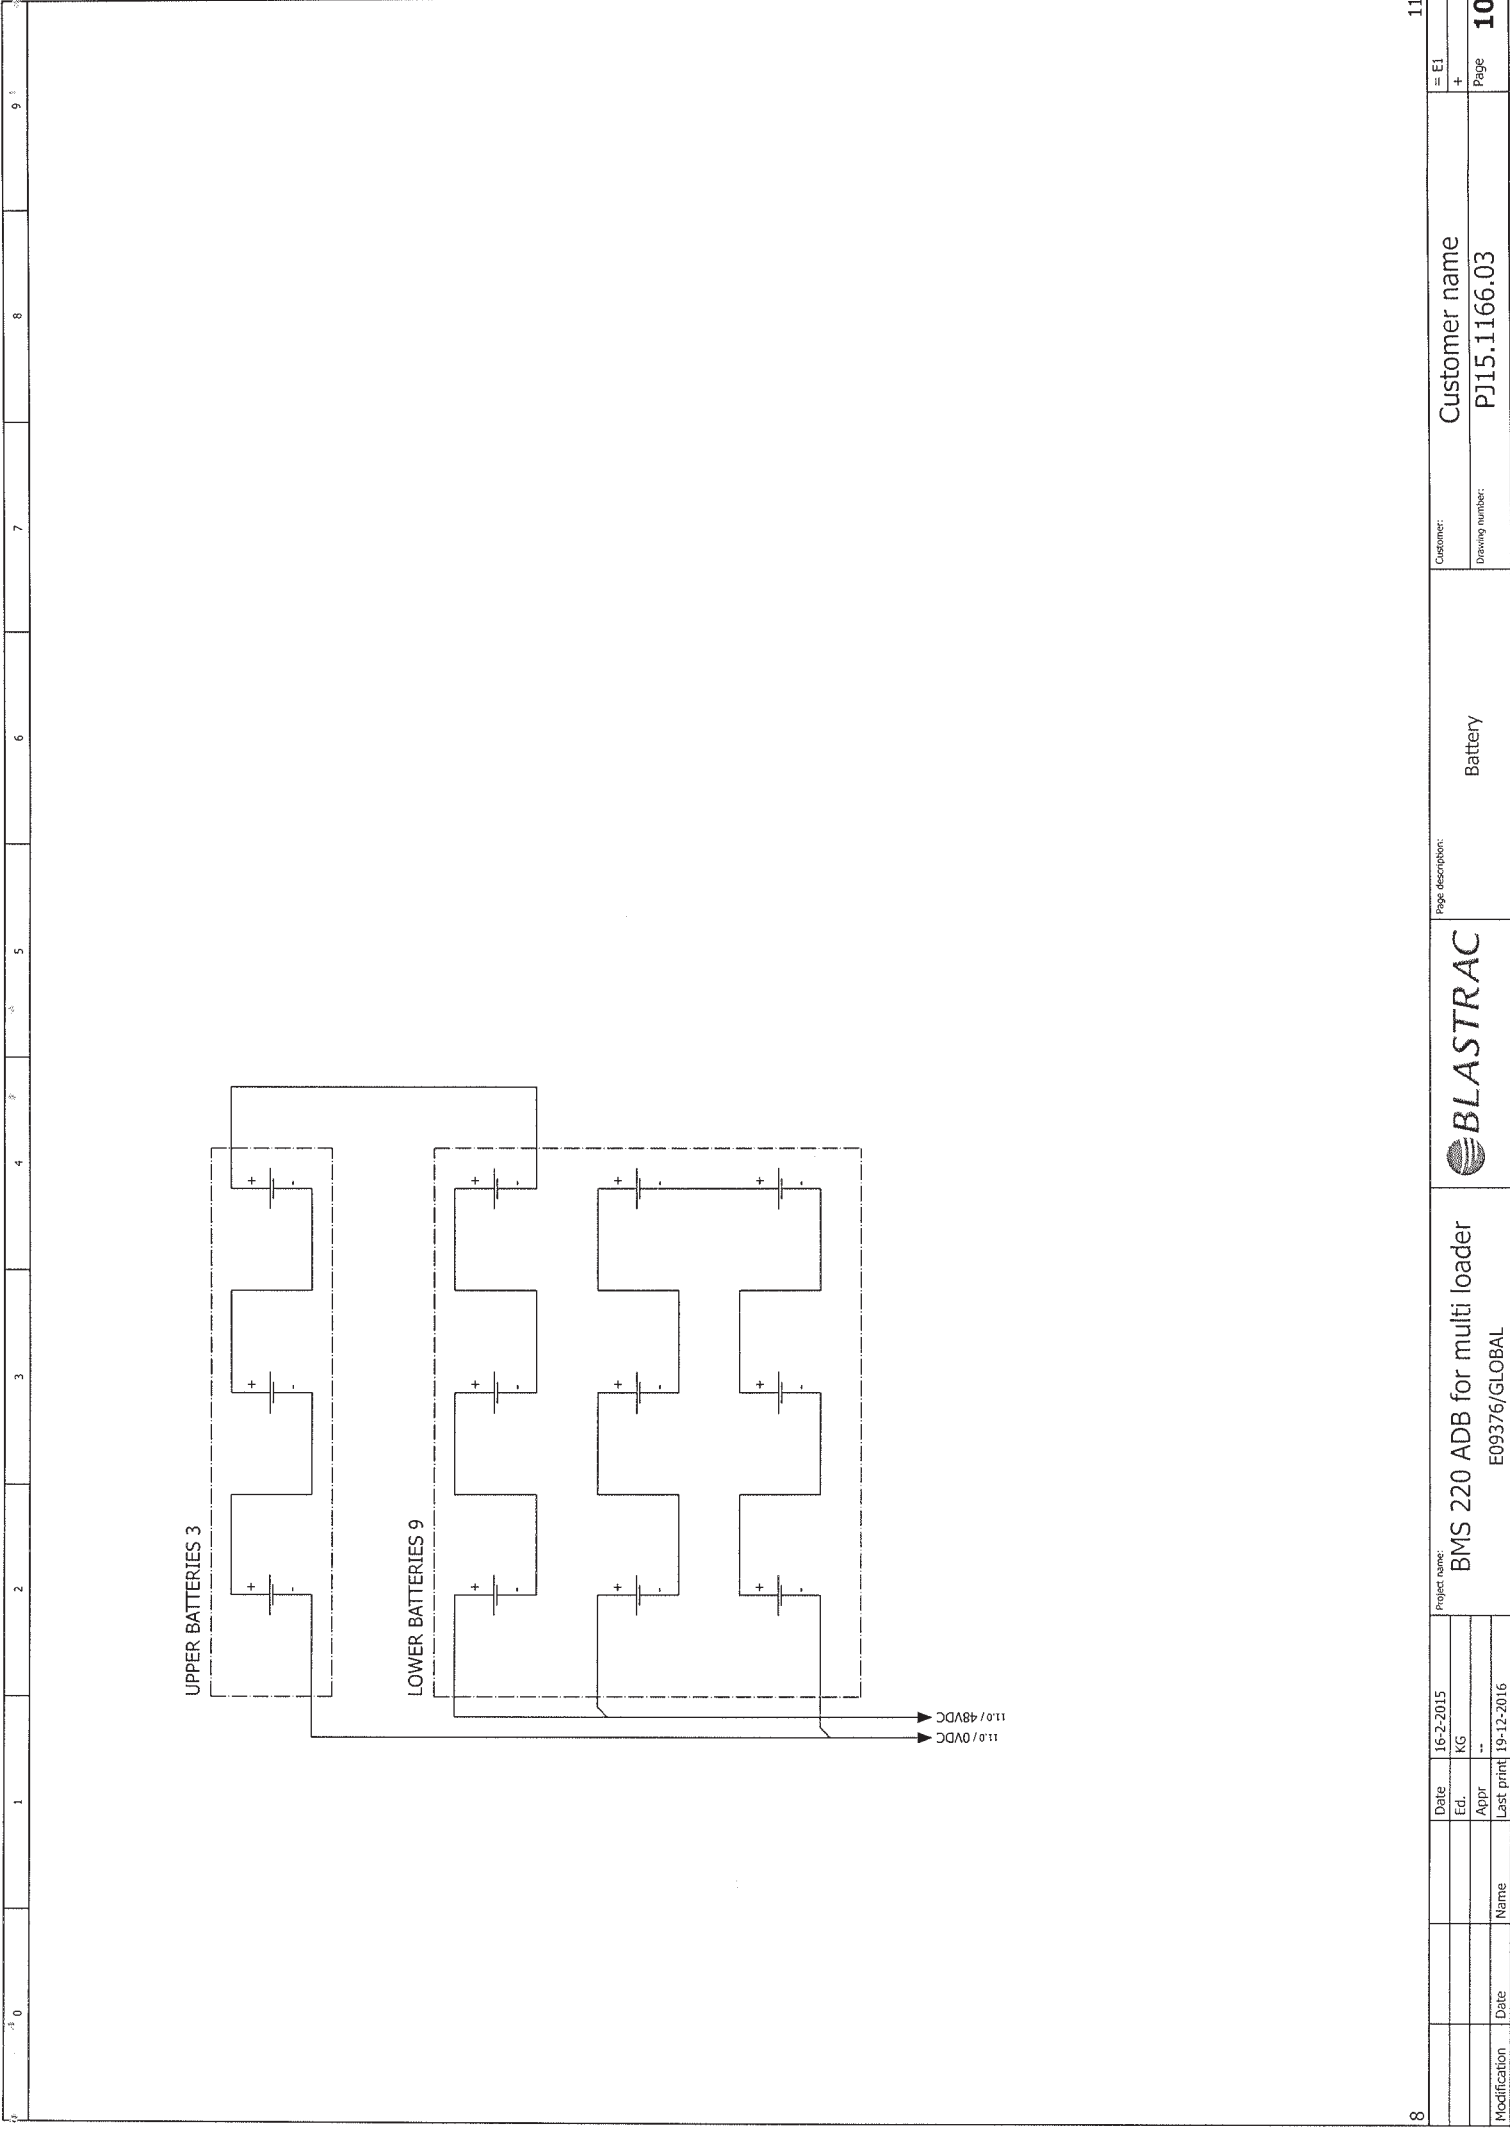 0 1 2 3 4 5 6 7 8 9
UPPER BATTERIES 3
+ + +
- - -
LOWER BATTERIES 9
+ + +
- - -
+ + +
- - -
+ + +
- - -
11.0 / 48VDC
11.0 / 0VDC
8
11
Modification
Date
Name
Date 16-2-2015
Ed. KG
Appr --
Last print 19-12-2016
Project name:
BMS 220 ADB for multi loader
E09376/GLOBAL
BLASTRAC
Page description:
Battery
Customer:
Customer name
Drawing number:
PJ15.1166.03
= E1
+
Page 10